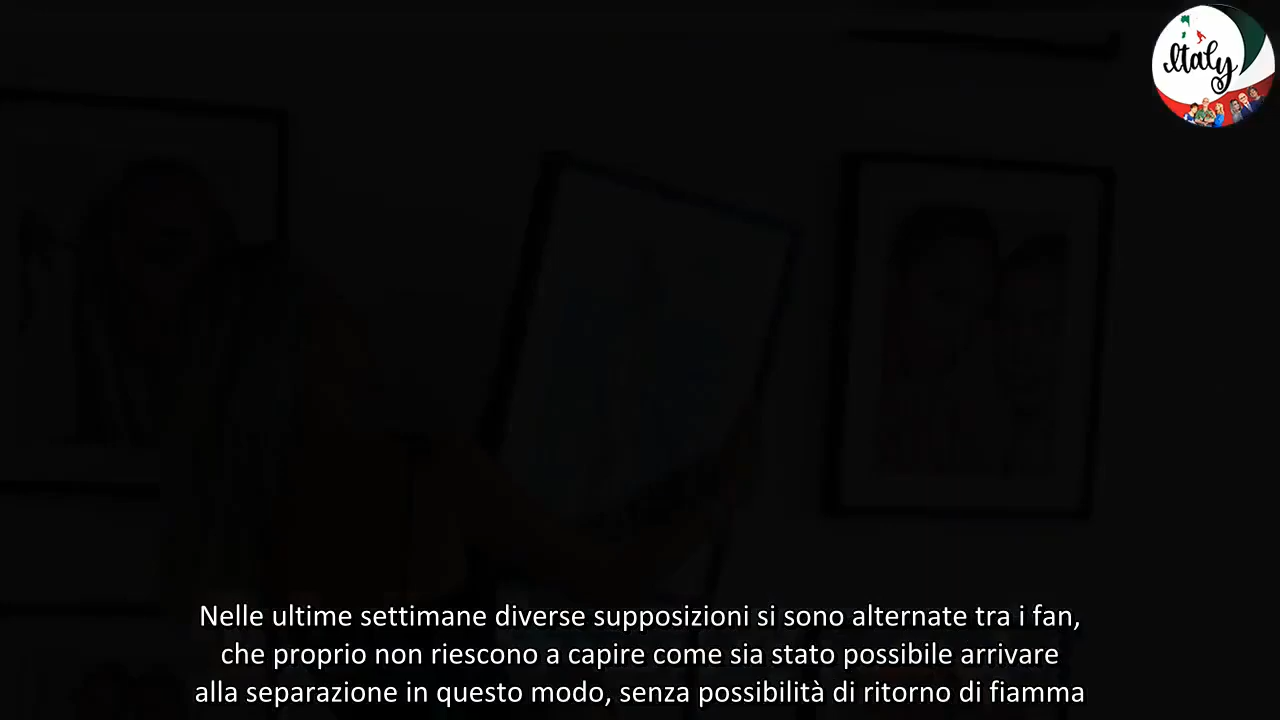 Italy
Nelle ultime settimane diverse supposizioni si sono alternate tra i fan,
che proprio non riescono a capire come sia stato possibile arrivare
alla separazione in questo modo, senza possibilità di ritorno di fiamma